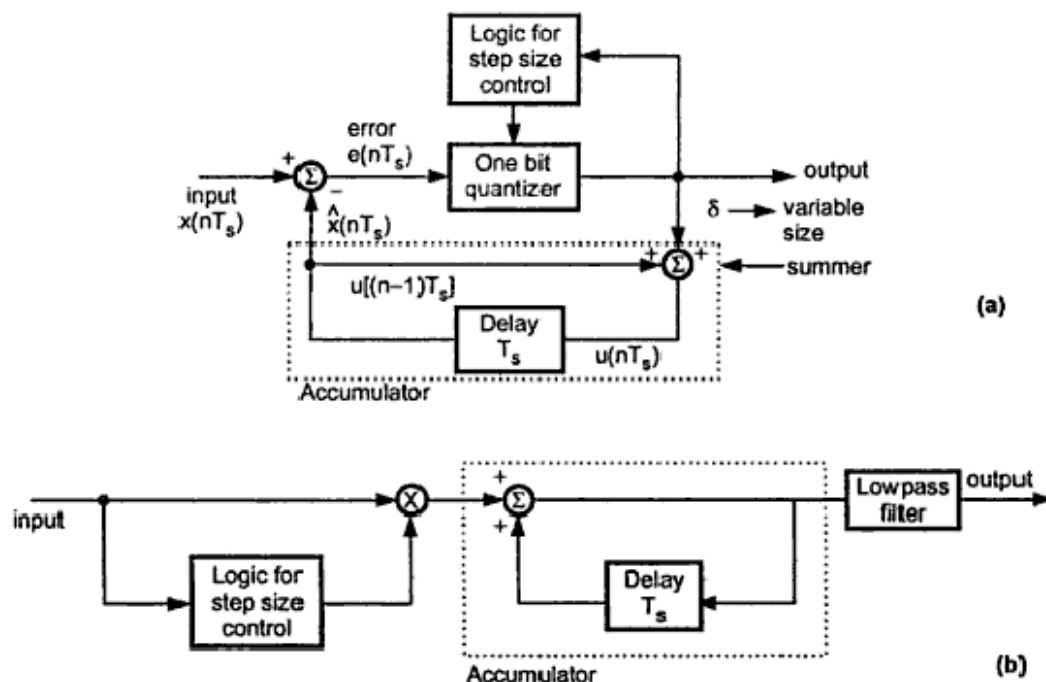 Logic for
step size
control
error
e(nTs)
+
Σ
One bit
quantizer
output
input
x(nTs)
−
x̂(nTs)
δ → variable
size
+
Σ
+
summer
u[(n−1)Ts]
(a)
Delay
Ts
u(nTs)
Accumulator
input
X
+
Σ
+
Lowpass
filter
output
Logic for
step size
control
Delay
Ts
Accumulator
(b)